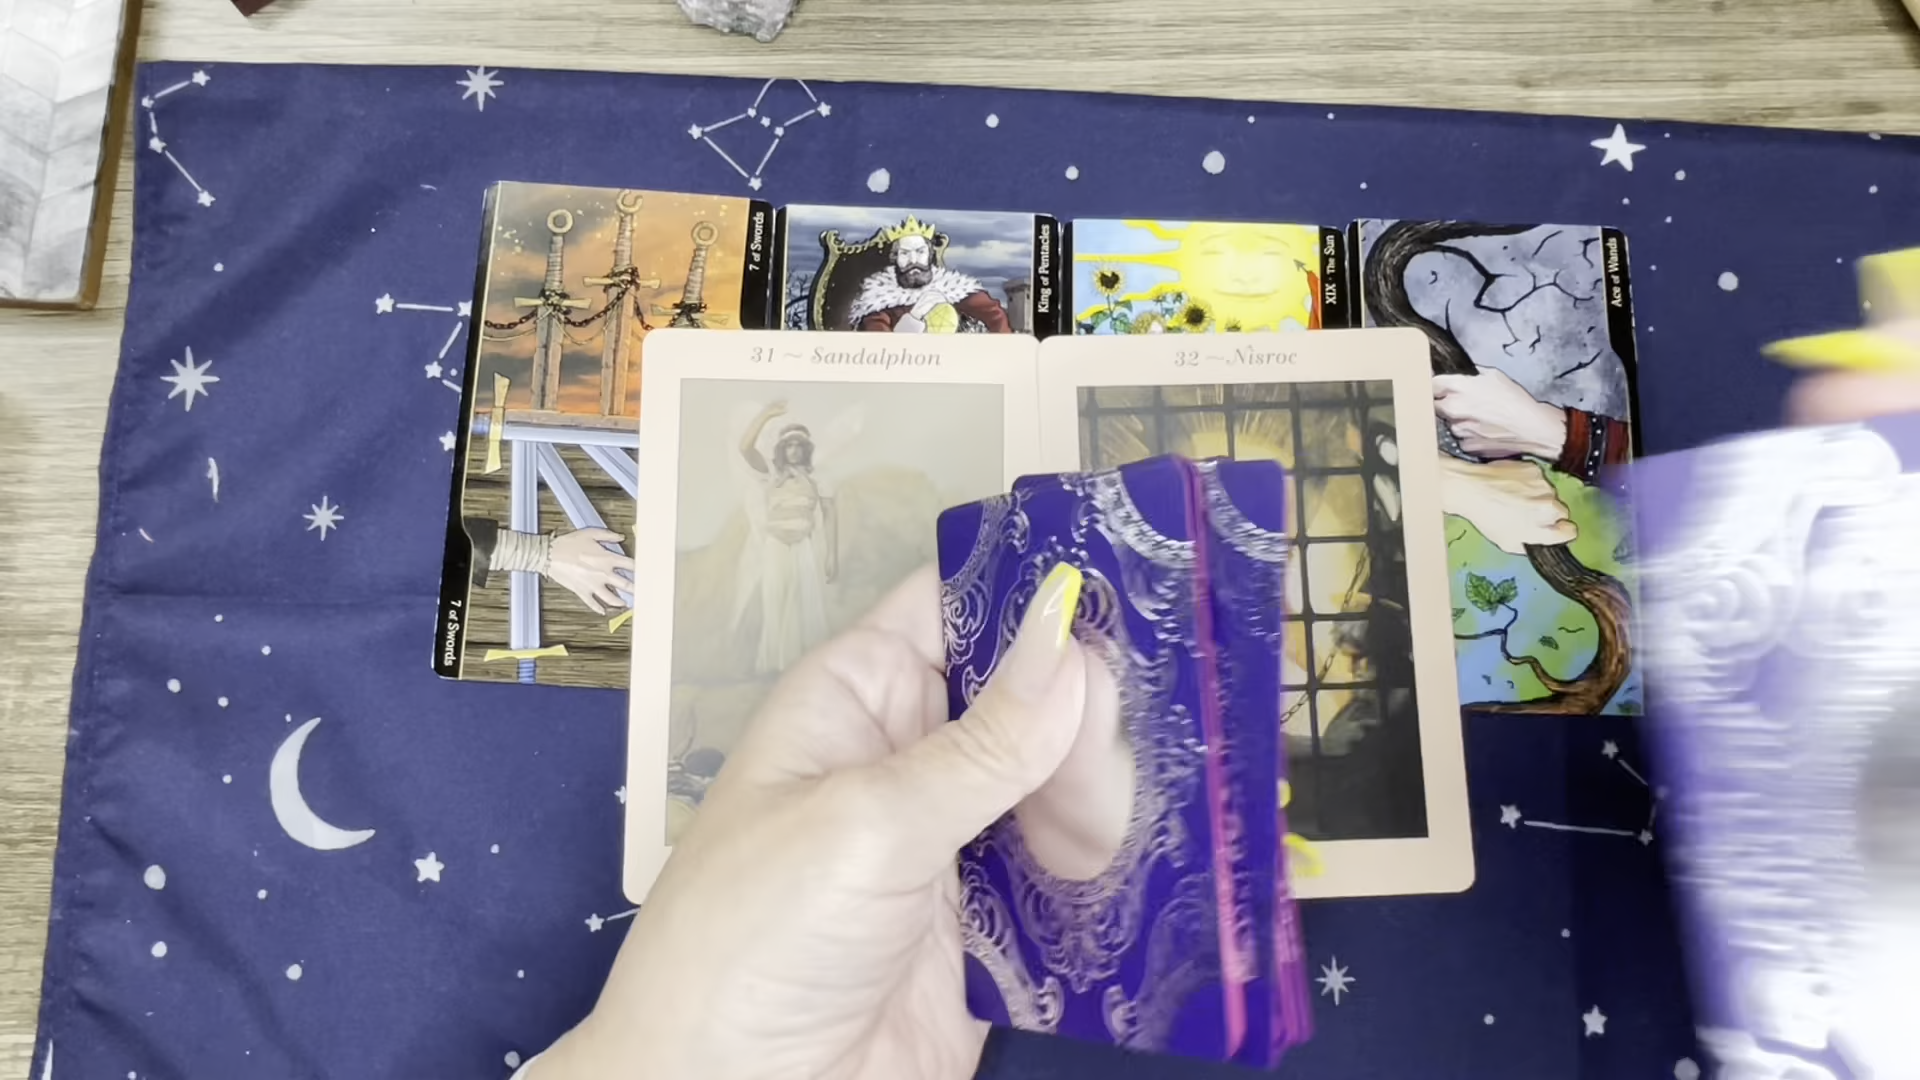 7 of Swords
King of Pentacles
XIX · The Sun
Ace of Wands
31 ~ Sandalphon
32 ~ Nisroc
7 of Swords